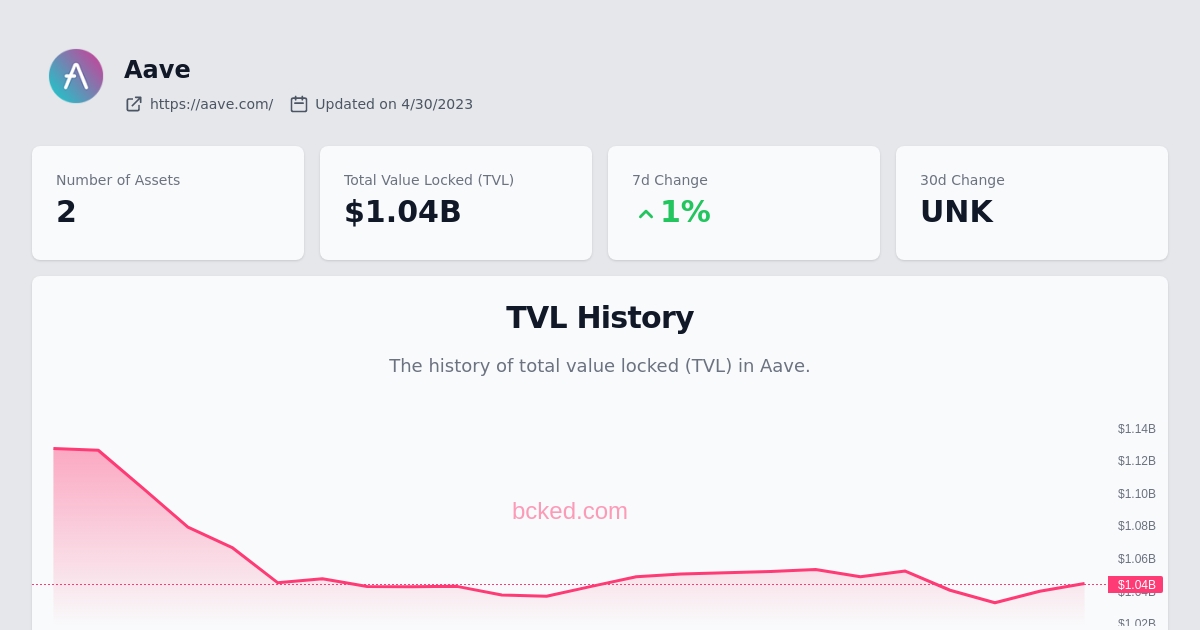 Aave
https://aave.com/ Updated on 4/30/2023
Number of Assets
2
Total Value Locked (TVL)
$1.04B
7d Change
1%
30d Change
UNK
TVL History
The history of total value locked (TVL) in Aave.
$1.14B
$1.12B
$1.10B
bcked.com
$1.08B
$1.06B
$1.04B
$1.04B
$1.02B